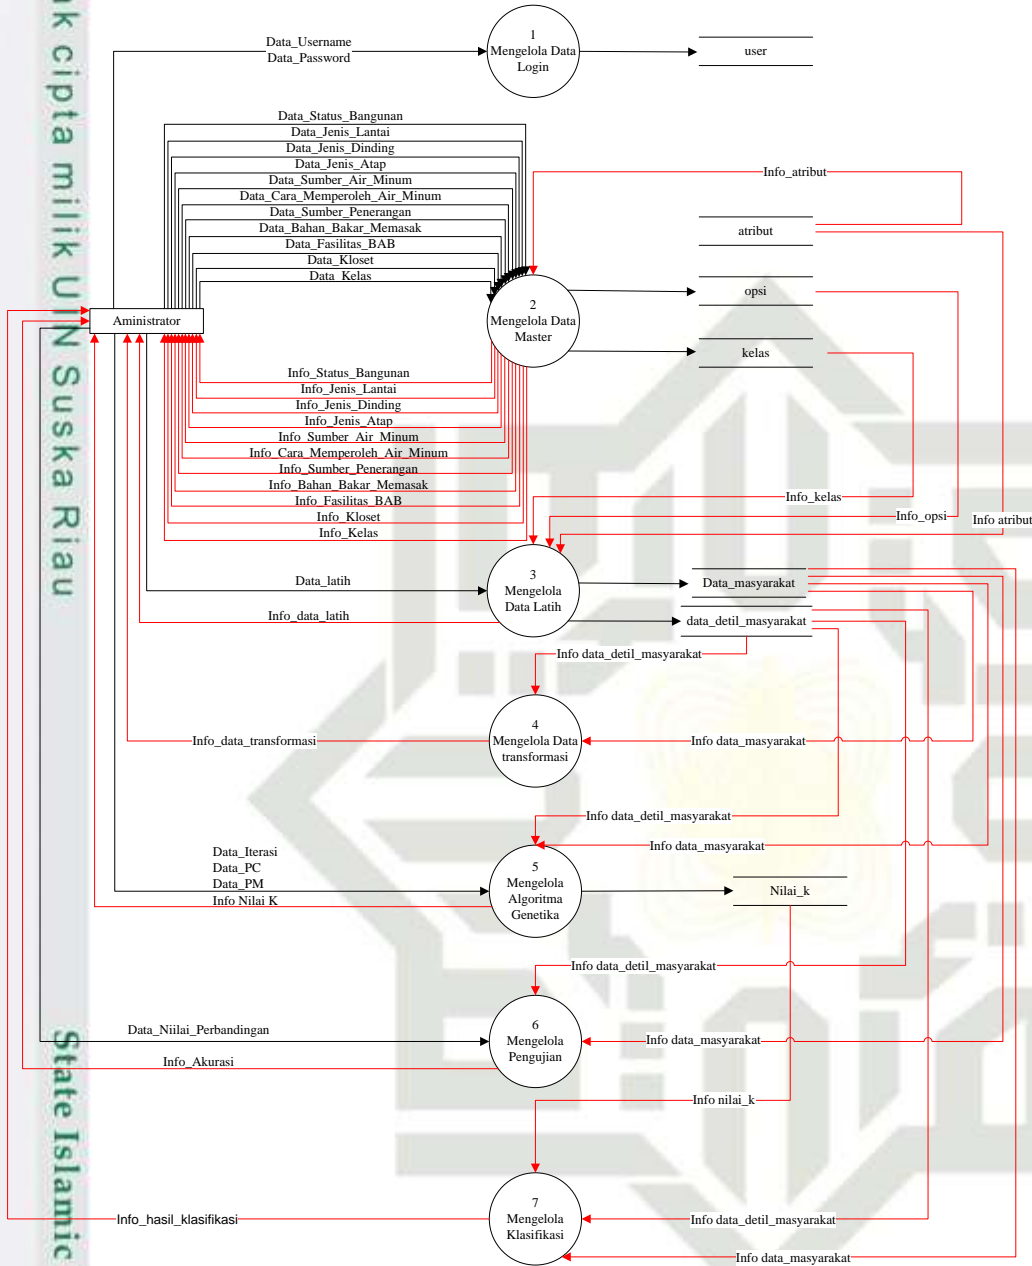 k cipta milik UIN Suska Riau
State Islamic
1
Mengelola Data
Login
Data_Username
Data_Password
user
Data_Status_Bangunan
Data_Jenis_Lantai
Data_Jenis_Dinding
Data_Jenis_Atap
Data_Sumber_Air_Minum
Data_Cara_Memperoleh_Air_Minum
Data_Sumber_Penerangan
Data_Bahan_Bakar_Memasak
Data_Fasilitas_BAB
Data_Kloset
Data_Kelas
Info_atribut
atribut
opsi
kelas
Aministrator
2
Mengelola Data
Master
Info_Status_Bangunan
Info_Jenis_Lantai
Info_Jenis_Dinding
Info_Jenis_Atap
Info_Sumber_Air_Minum
Info_Cara_Memperoleh_Air_Minum
Info_Sumber_Penerangan
Info_Bahan_Bakar_Memasak
Info_Fasilitas_BAB
Info_Kloset
Info_Kelas
Info_kelas
Info_opsi
Info atribut
3
Mengelola
Data Latih
Data_latih
Info_data_latih
Data_masyarakat
data_detil_masyarakat
Info data_detil_masyarakat
4
Mengelola Data
transformasi
Info_data_transformasi
Info data_masyarakat
Info data_detil_masyarakat
Info data_masyarakat
Data_Iterasi
Data_PC
Data_PM
Info Nilai K
5
Mengelola
Algoritma
Genetika
Nilai_k
Info data_detil_masyarakat
6
Mengelola
Pengujian
Data_Niilai_Perbandingan
Info_Akurasi
Info data_masyarakat
Info nilai_k
7
Mengelola
Klasifikasi
Info_hasil_klasifikasi
Info data_detil_masyarakat
Info data_masyarakat